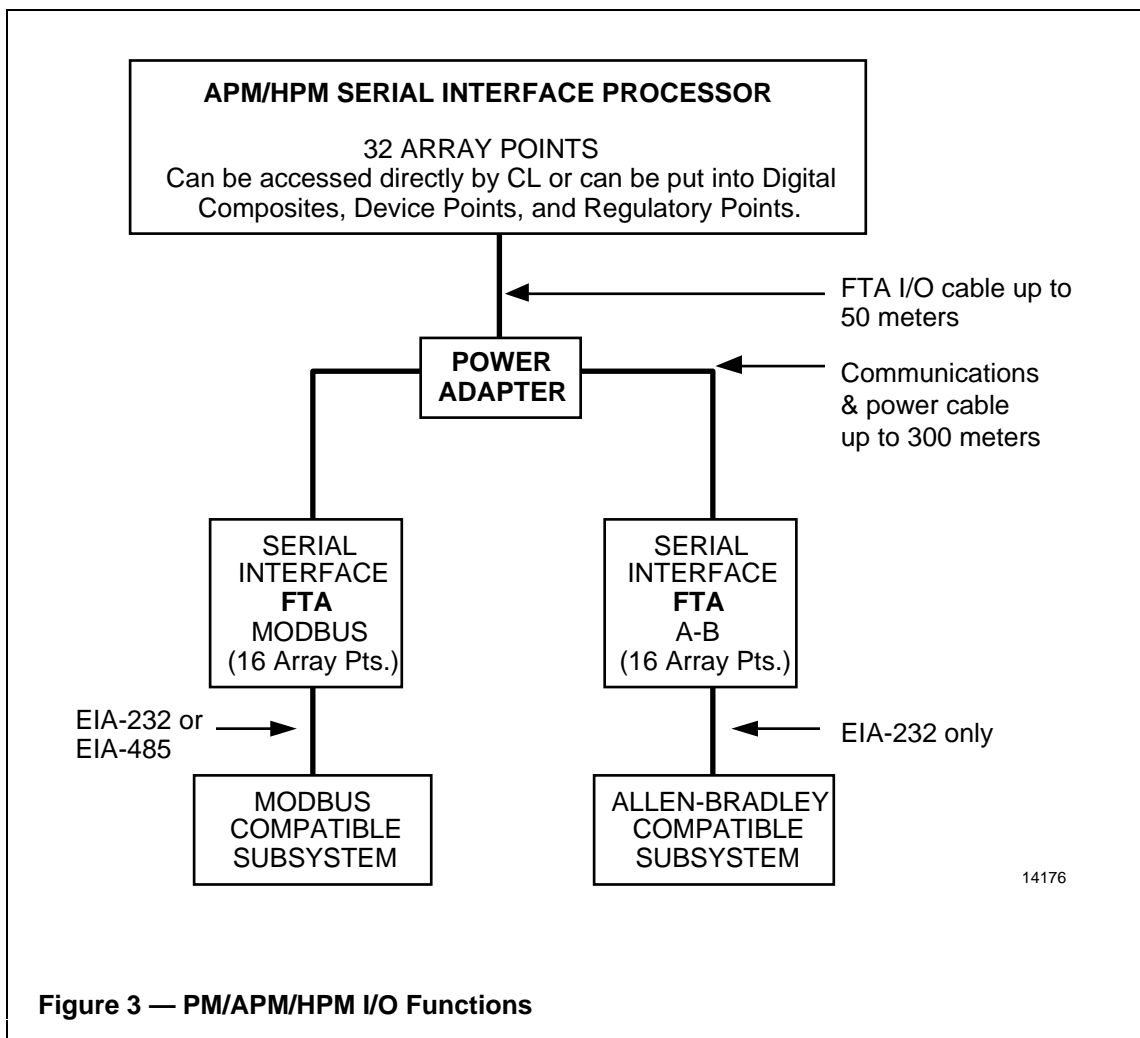 APM/HPM SERIAL INTERFACE PROCESSOR
32 ARRAY POINTS
Can be accessed directly by CL or can be put into Digital
Composites, Device Points, and Regulatory Points.
FTA I/O cable up to
50 meters
POWER
ADAPTER
Communications
& power cable
up to 300 meters
SERIAL
INTERFACE
FTA
MODBUS
(16 Array Pts.)
SERIAL
INTERFACE
FTA
A-B
(16 Array Pts.)
EIA-232 or
EIA-485
EIA-232 only
MODBUS
COMPATIBLE
SUBSYSTEM
ALLEN-BRADLEY
COMPATIBLE
SUBSYSTEM
14176
Figure 3 — PM/APM/HPM I/O Functions